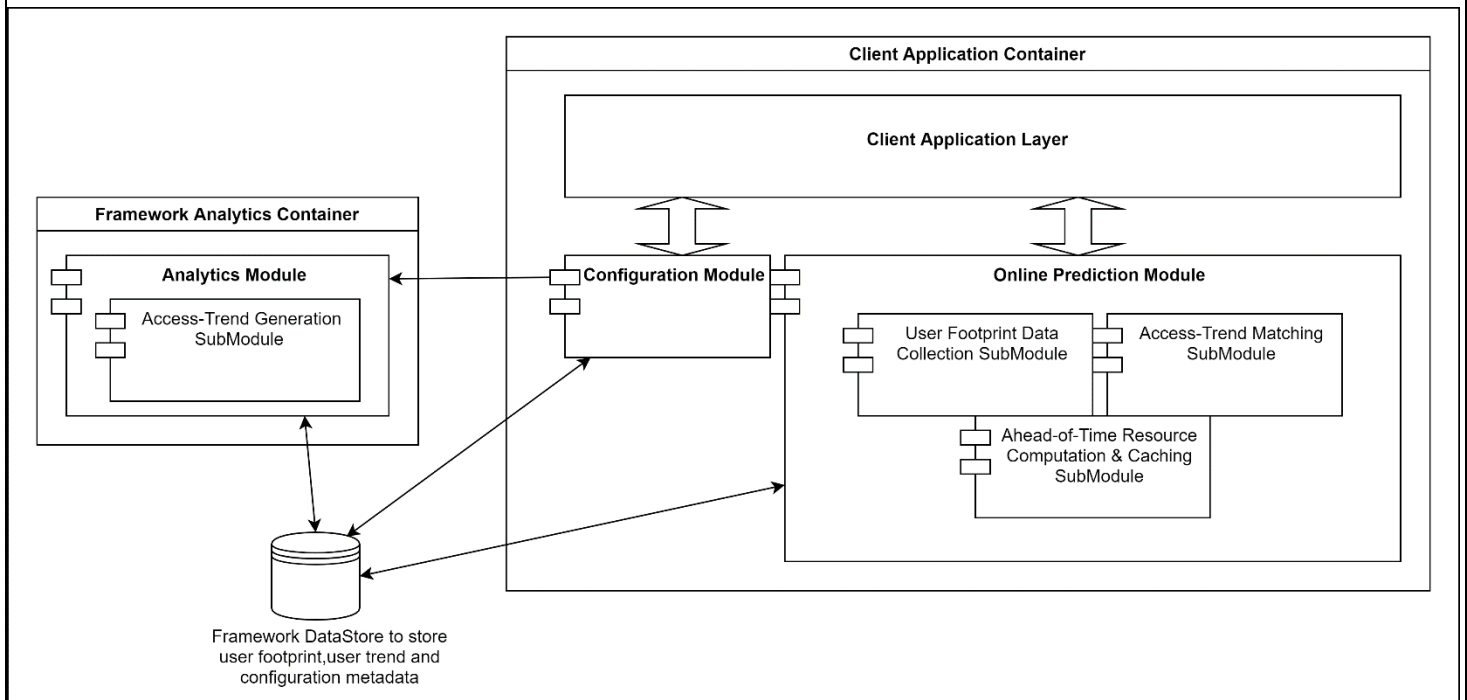 Client Application Container
Client Application Layer
Framework Analytics Container
Analytics Module
Access-Trend Generation
SubModule
Configuration Module
Online Prediction Module
User Footprint Data
Collection SubModule
Access-Trend Matching
SubModule
Ahead-of-Time Resource
Computation & Caching
SubModule
Framework DataStore to store
user footprint,user trend and
configuration metadata